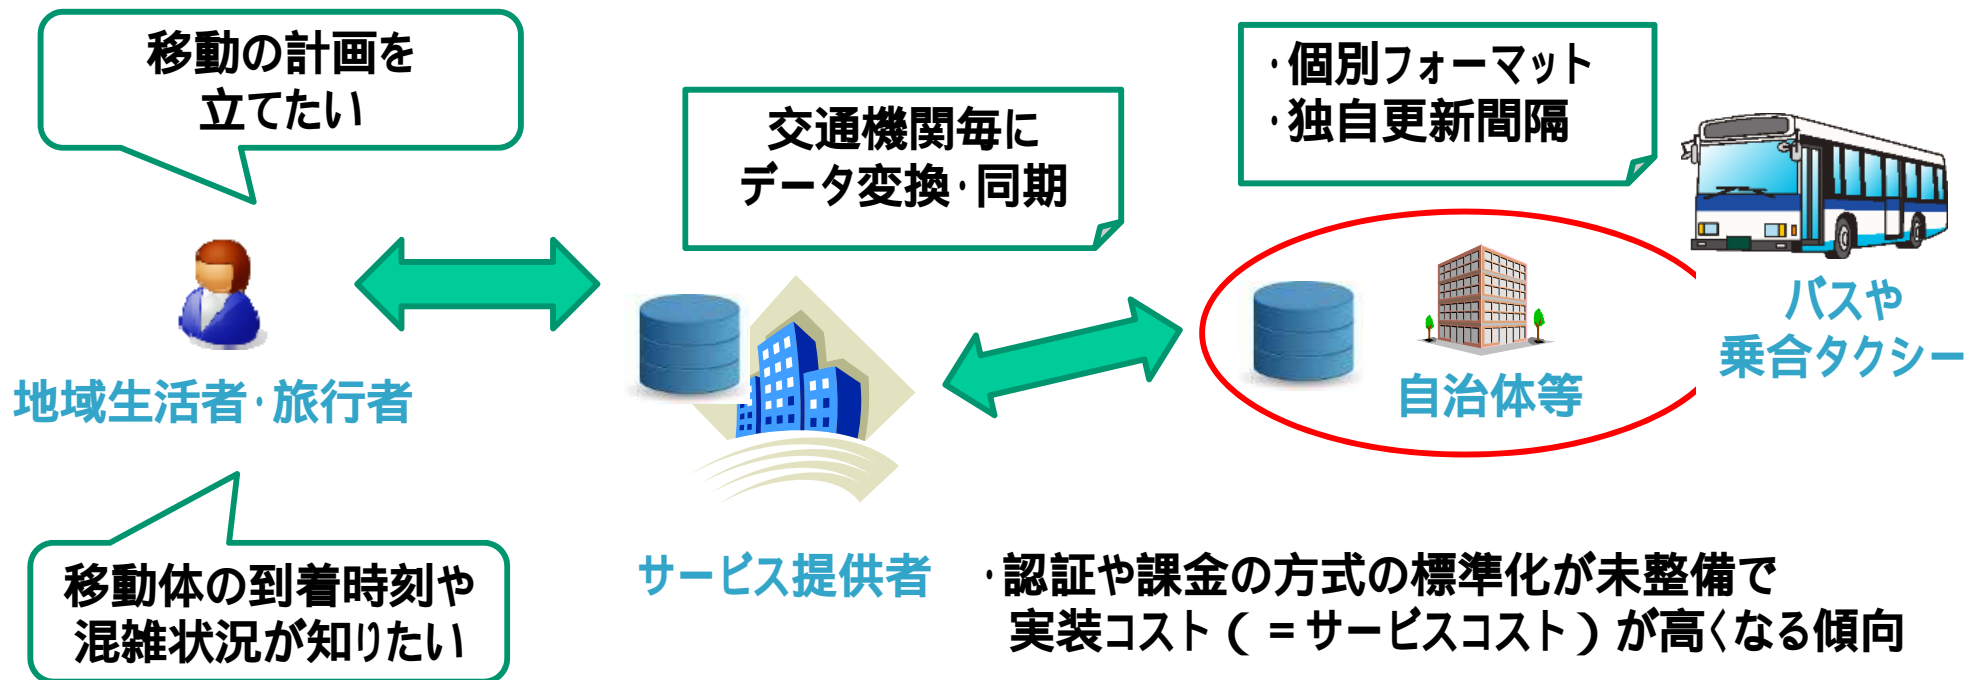 移動の計画を
立てたい
交通機関毎に
データ変換・同期
・個別フォーマット
・独自更新間隔
バスや
乗合タクシー
自治体等
地域生活者・旅行者
移動体の到着時刻や
混雑状況が知りたい
サービス提供者
・認証や課金の方式の標準化が未整備で
実装コスト(=サービスコスト)が高くなる傾向